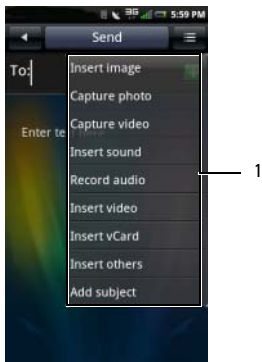 3G 5:59 PM
Send
To:
Insert image
Capture photo
Capture video
Enter te
Insert sound
Record audio
1
Insert video
Insert vCard
Insert others
Add subject